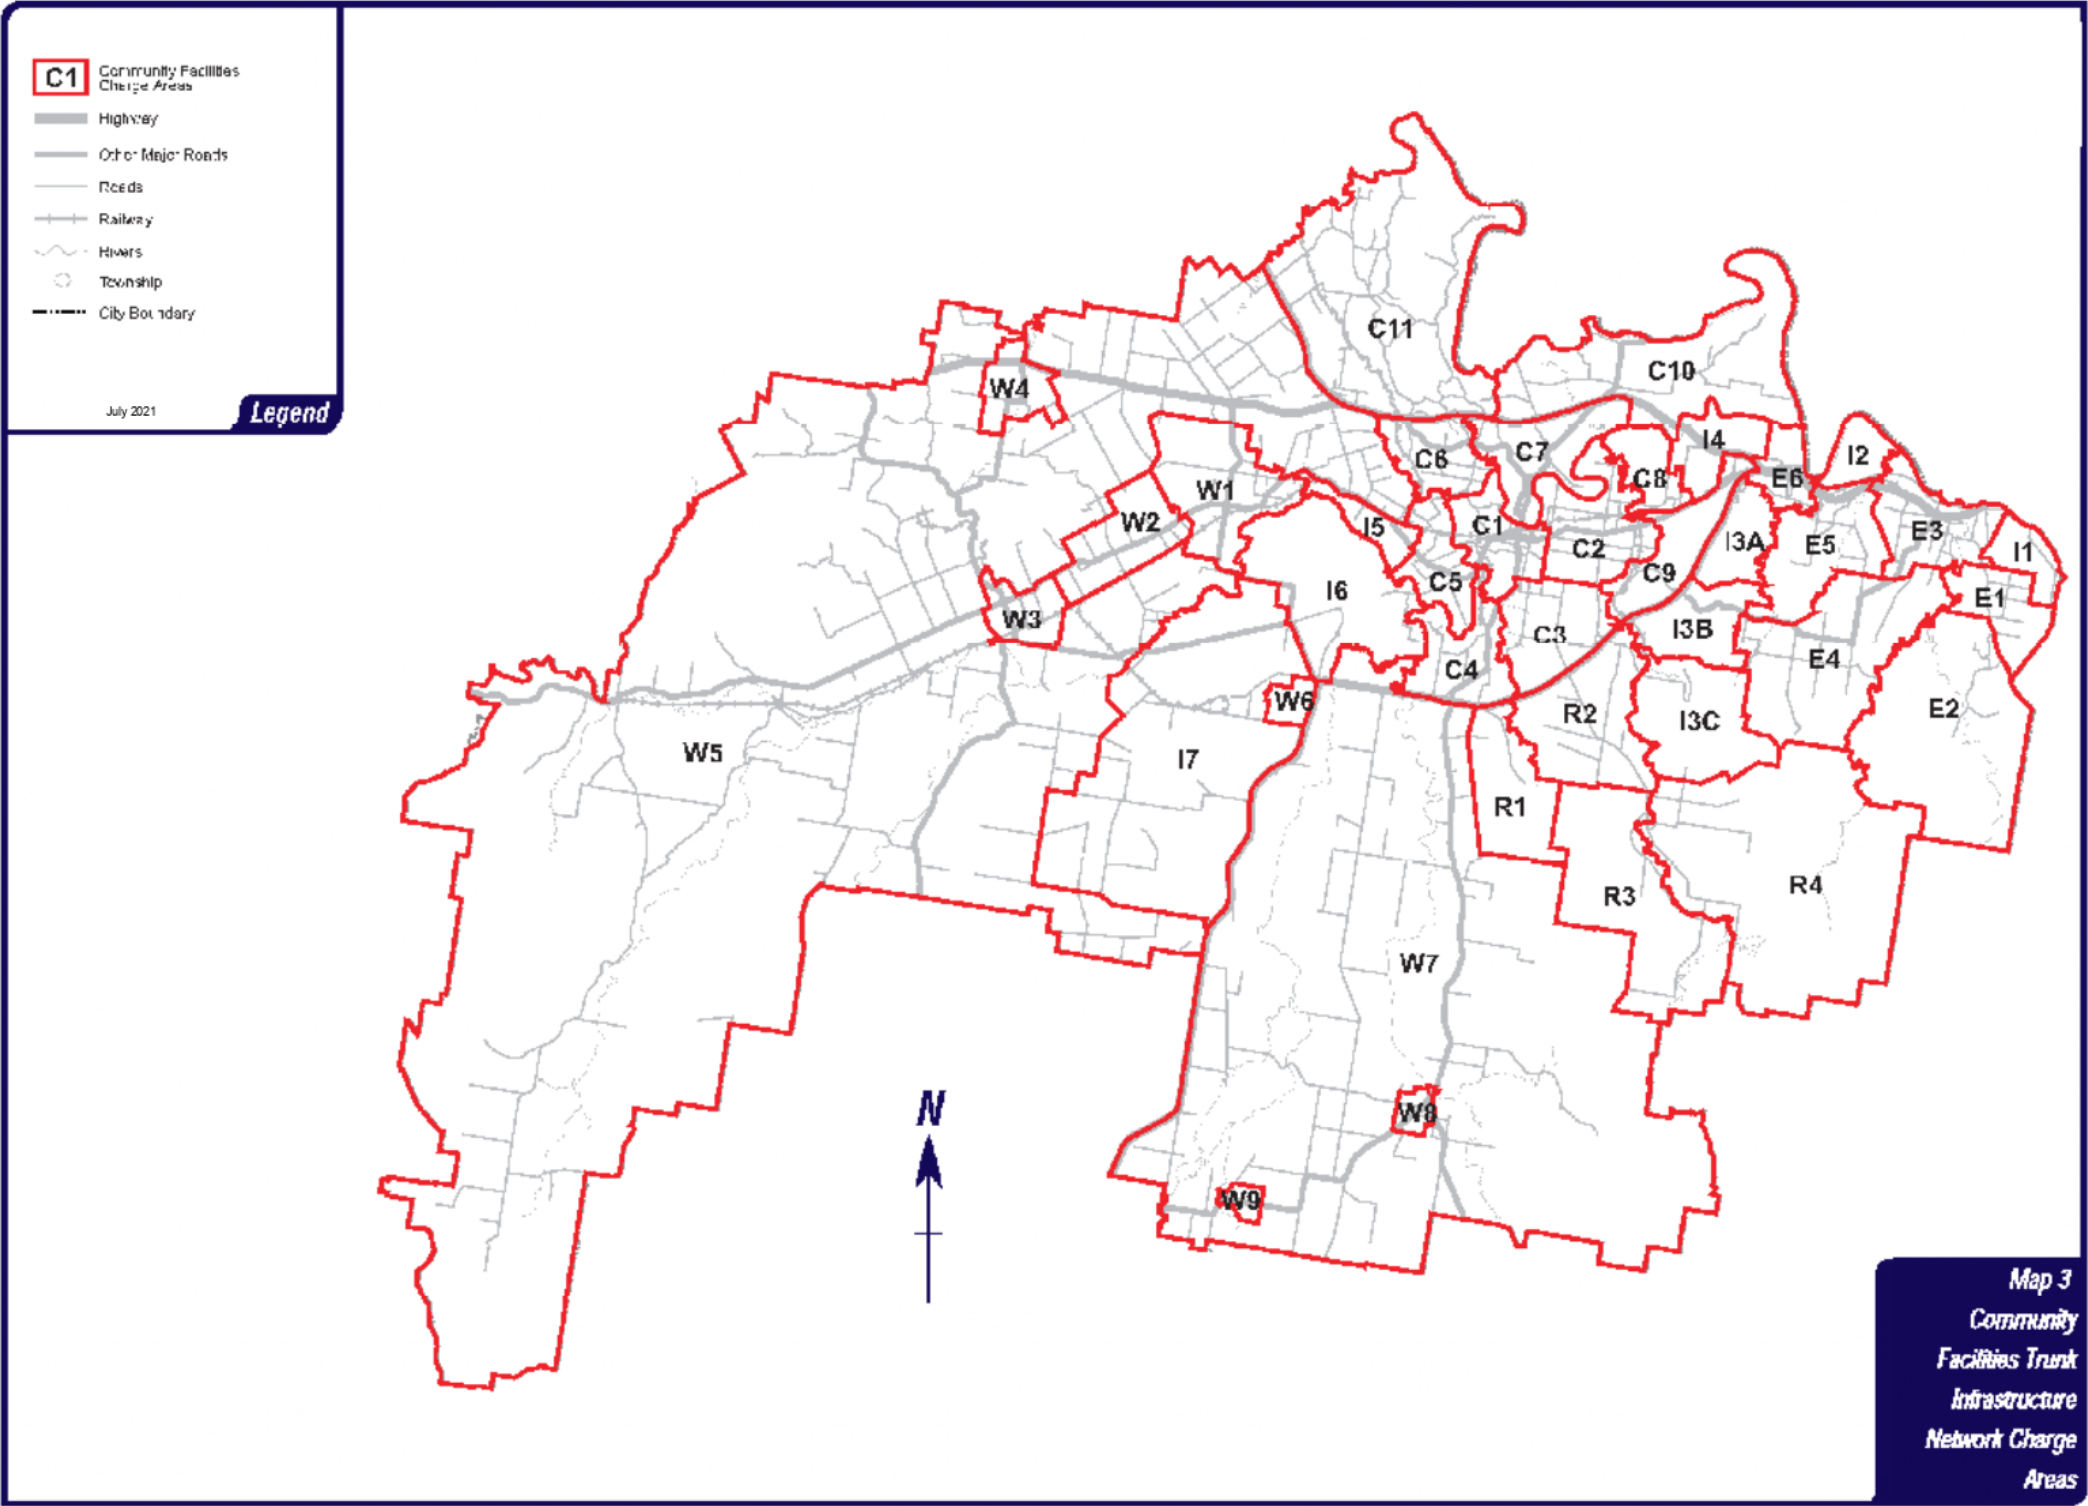 C1
Community Facilities
Charge Areas
Highway
Other Major Roads
Roads
Railway
Rivers
Township
City Boundary
July 2021
Legend
C11
C10
W4
I4
C7
I2
C6
C8
E6
W1
W2
I5
C1
E3
I3A
E5
C2
I1
C9
C5
I6
E1
W3
I3B
C3
E4
C4
W6
E2
R2
I3C
W5
I7
R1
R4
R3
W7
W8
W9
N
Map 3
Community
Facilities Trunk
Infrastructure
Network Charge
Areas